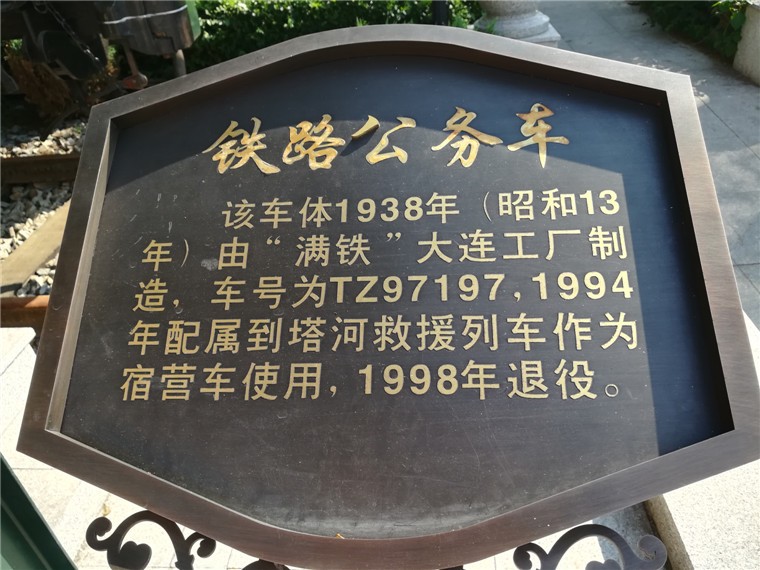 铁路公务车
该车体1938年（昭和13
年）由“满铁”大连工厂制
造，车号为TZ97197，1994
年配属到塔河救援列车作为
宿营车使用，1998年退役。